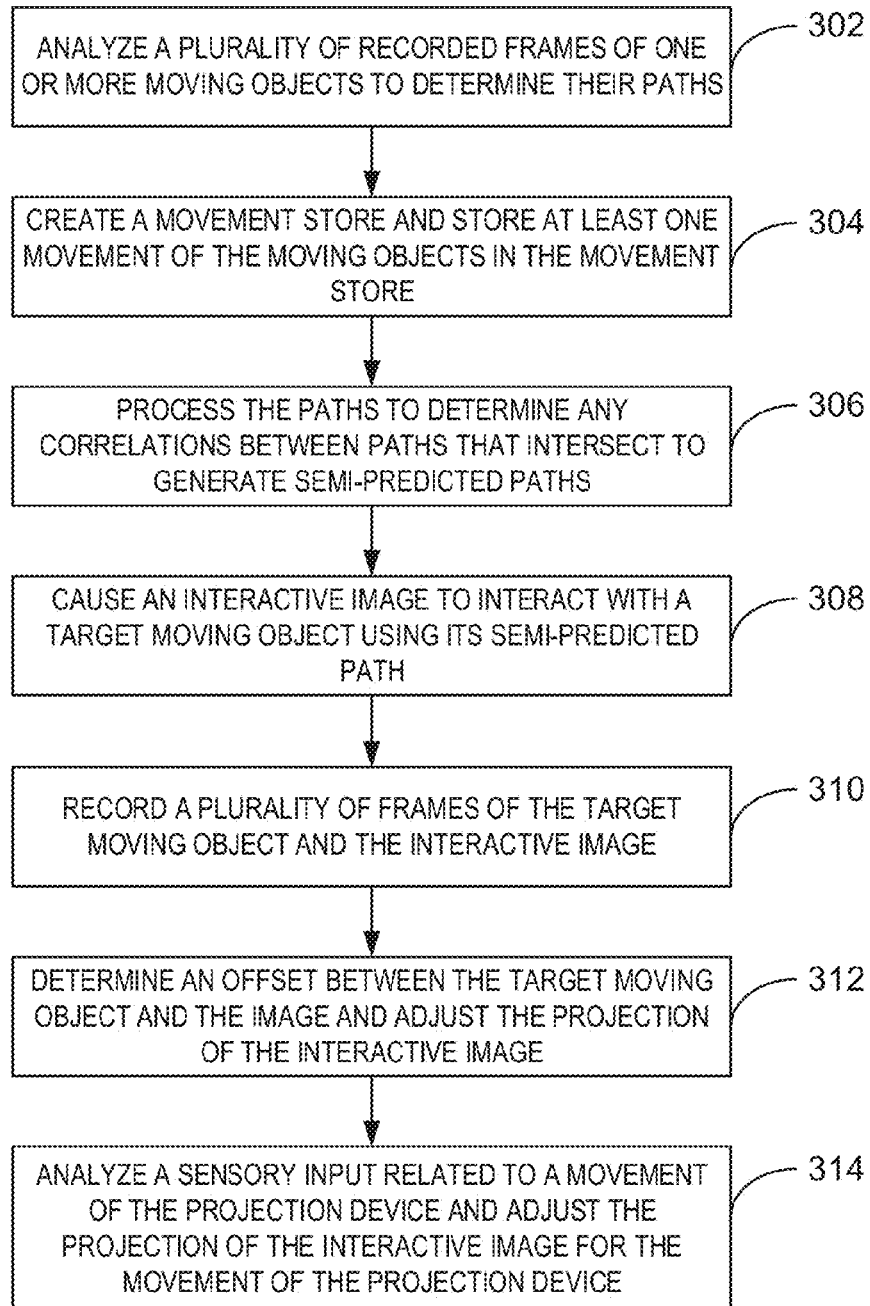 302
ANALYZE A PLURALITY OF RECORDED FRAMES OF ONE
OR MORE MOVING OBJECTS TO DETERMINE THEIR PATHS
304
CREATE A MOVEMENT STORE AND STORE AT LEAST ONE
MOVEMENT OF THE MOVING OBJECTS IN THE MOVEMENT
STORE
306
PROCESS THE PATHS TO DETERMINE ANY
CORRELATIONS BETWEEN PATHS THAT INTERSECT TO
GENERATE SEMI-PREDICTED PATHS
308
CAUSE AN INTERACTIVE IMAGE TO INTERACT WITH A
TARGET MOVING OBJECT USING ITS SEMI-PREDICTED
PATH
310
RECORD A PLURALITY OF FRAMES OF THE TARGET
MOVING OBJECT AND THE INTERACTIVE IMAGE
312
DETERMINE AN OFFSET BETWEEN THE TARGET MOVING
OBJECT AND THE IMAGE AND ADJUST THE PROJECTION
OF THE INTERACTIVE IMAGE
314
ANALYZE A SENSORY INPUT RELATED TO A MOVEMENT
OF THE PROJECTION DEVICE AND ADJUST THE
PROJECTION OF THE INTERACTIVE IMAGE FOR THE
MOVEMENT OF THE PROJECTION DEVICE